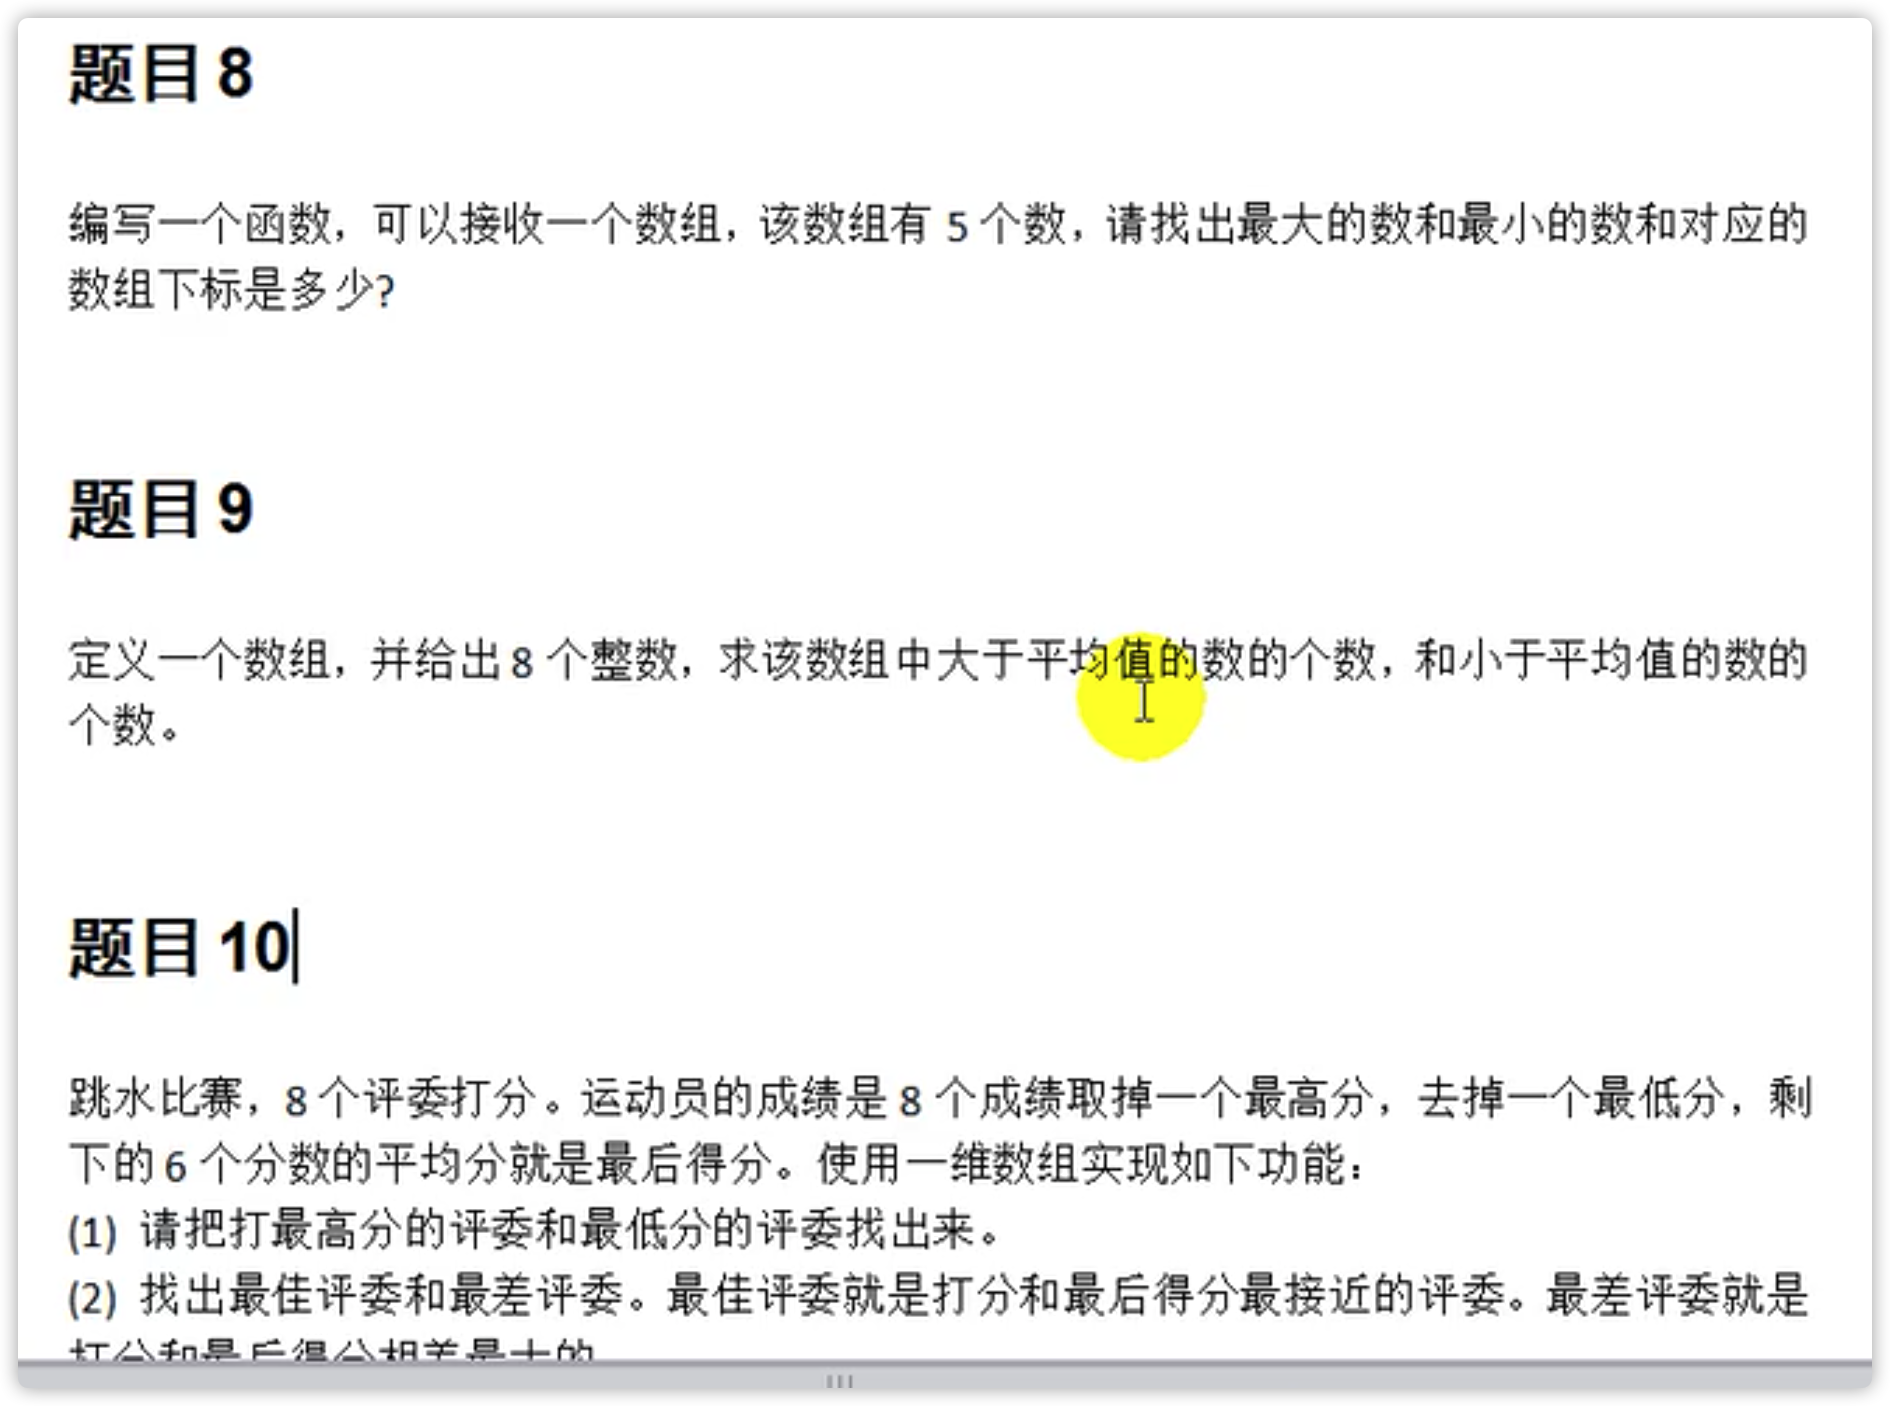 题目 8
编写一个函数，可以接收一个数组，该数组有 5 个数，请找出最大的数和最小的数和对应的
数组下标是多少?
题目 9
定义一个数组，并给出 8 个整数，求该数组中大于平均值的数的个数，和小于平均值的数的
个数。
题目 10
跳水比赛，8 个评委打分。运动员的成绩是 8 个成绩取掉一个最高分，去掉一个最低分，剩
下的 6 个分数的平均分就是最后得分。使用一维数组实现如下功能：
(1) 请把打最高分的评委和最低分的评委找出来。
(2) 找出最佳评委和最差评委。最佳评委就是打分和最后得分最接近的评委。最差评委就是
打分和最后得分相差最大的